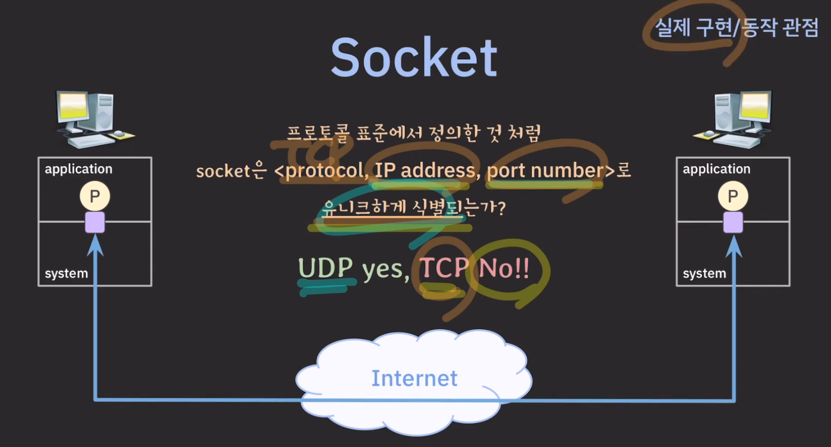 실제 구현/동작 관점
Socket
프로토콜 표준에서 정의한 것 처럼
socket은 <protocol, IP address, port number>로
유니크하게 식별되는가?
UDP yes, TCP No!!
application
P
system
application
P
system
Internet
TCP